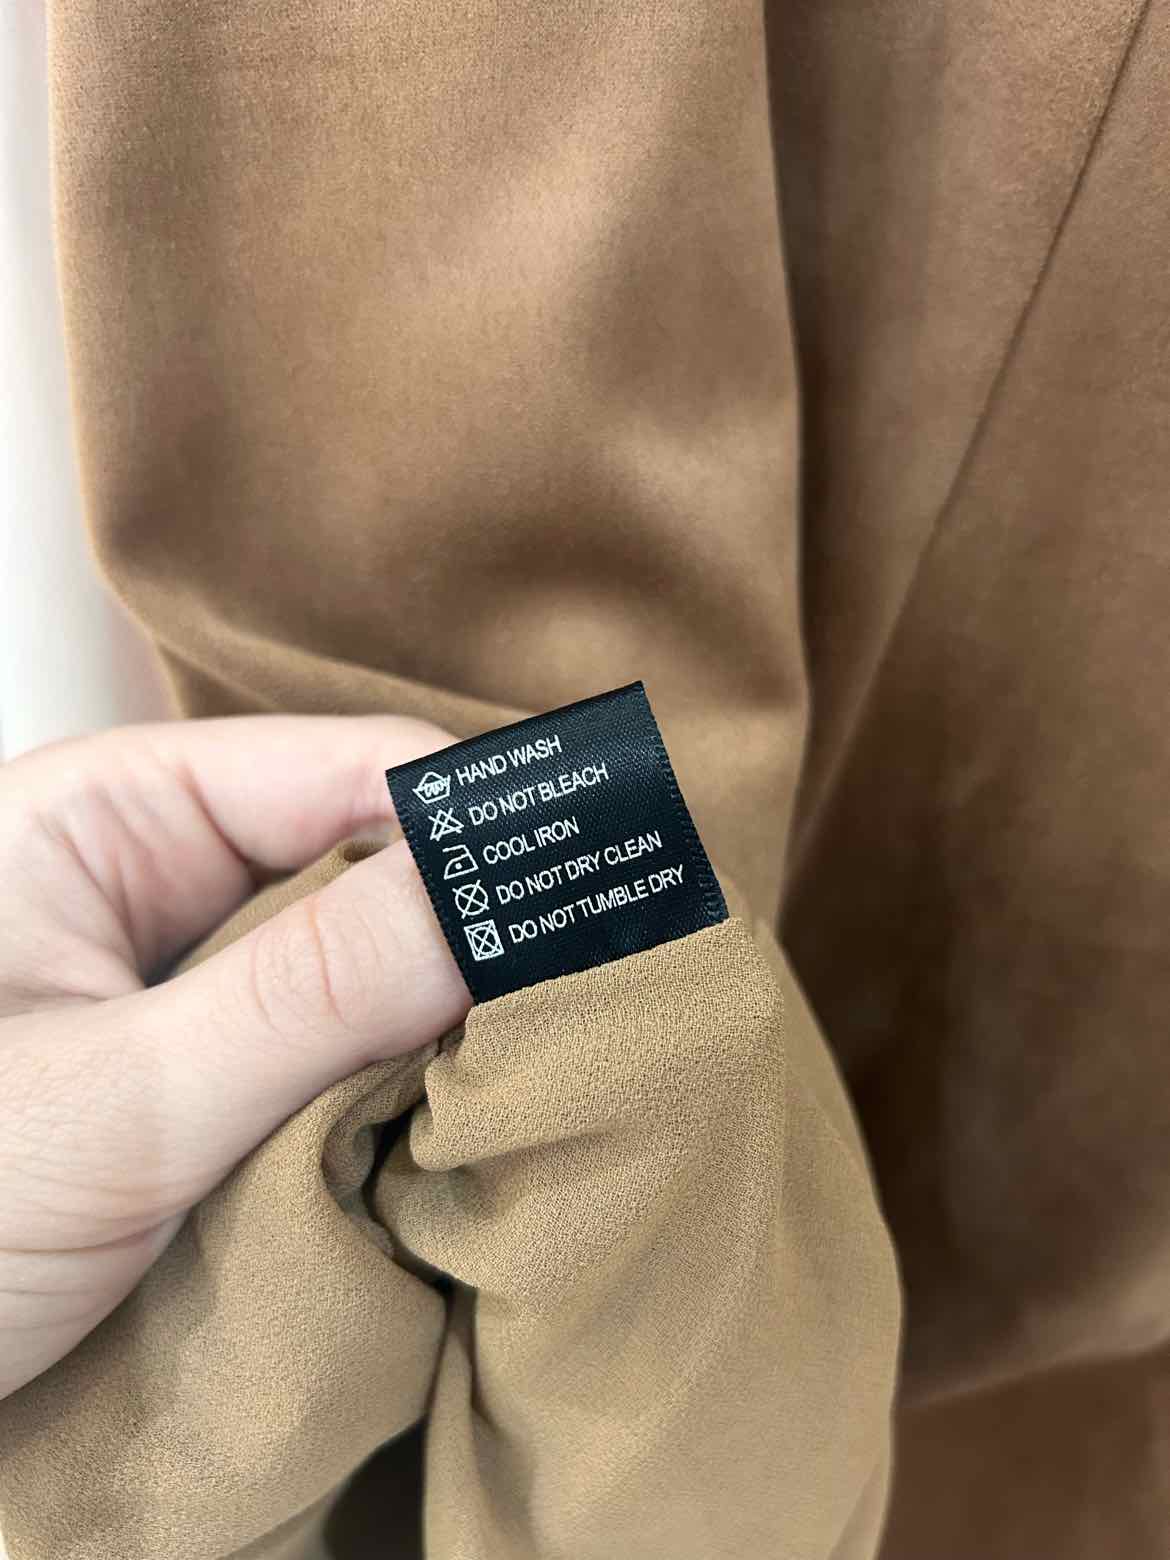 HAND WASH
DO NOT BLEACH
COOL IRON
DO NOT DRY CLEAN
DO NOT TUMBLE DRY